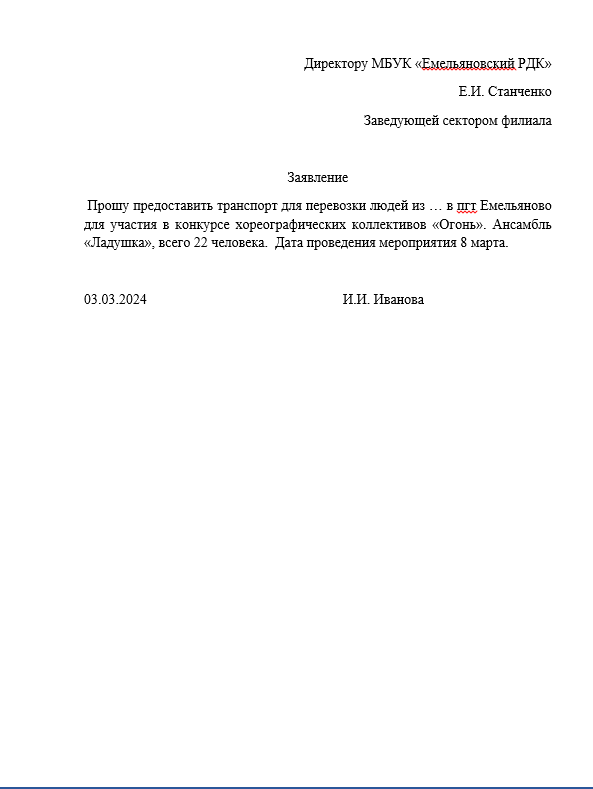 Директору МБУК «Емельяновский РДК»
Е.И. Станченко
Заведующей сектором филиала
Заявление
Прошу предоставить транспорт для перевозки людей из … в пгт Емельяново
для участия в конкурсе хореографических коллективов «Огонь». Ансамбль
«Ладушка», всего 22 человека. Дата проведения мероприятия 8 марта.
03.03.2024 И.И. Иванова